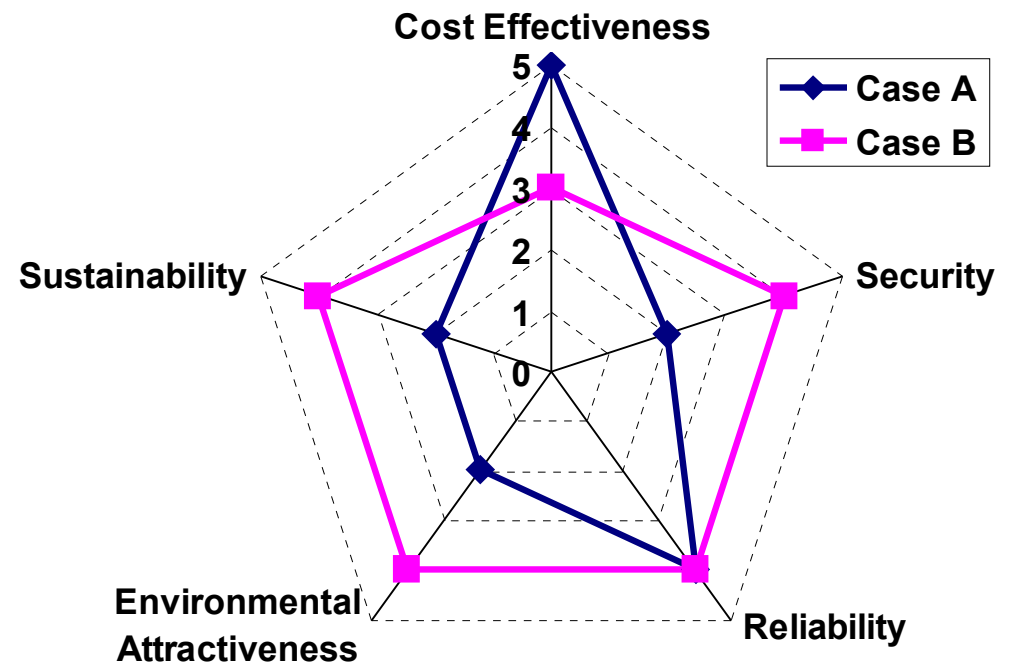 Cost Effectiveness
5
4
3
2
1
0
Case A
Case B
Sustainability
Security
Environmental
Attractiveness
Reliability